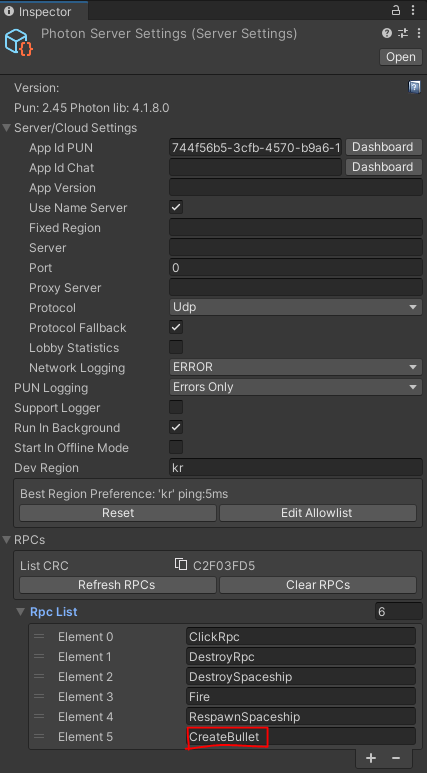 Inspector
Photon Server Settings (Server Settings)
Open
Version:
Pun: 2.45 Photon lib: 4.1.8.0
Server/Cloud Settings
App Id PUN 744f56b5-3cfb-4570-b9a6-1 Dashboard
App Id Chat Dashboard
App Version
Use Name Server
Fixed Region
Server
Port 0
Proxy Server
Protocol Udp
Protocol Fallback
Lobby Statistics
Network Logging ERROR
PUN Logging Errors Only
Support Logger
Run In Background
Start In Offline Mode
Dev Region kr
Best Region Preference: 'kr' ping:5ms
Reset Edit Allowlist
RPCs
List CRC C2F03FD5
Refresh RPCs Clear RPCs
Rpc List 6
Element 0 ClickRpc
Element 1 DestroyRpc
Element 2 DestroySpaceship
Element 3 Fire
Element 4 RespawnSpaceship
Element 5 CreateBullet